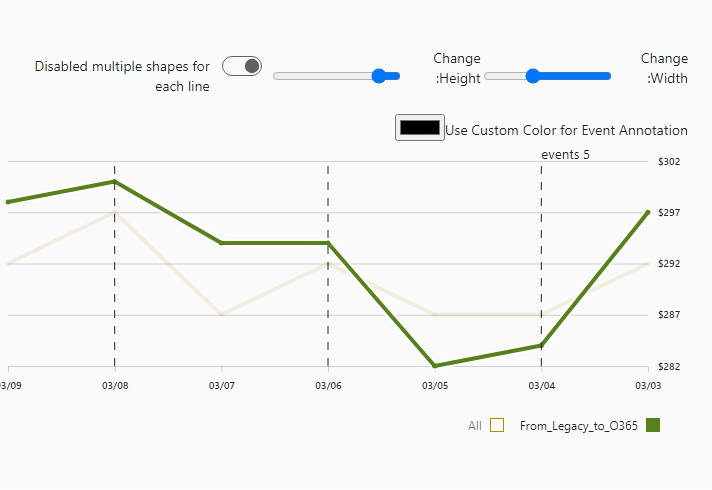 Change
:Width
Change
:Height
Disabled multiple shapes for
each line
Use Custom Color for Event Annotation
events 5
$302
$297
$292
$287
$282
03/09
03/08
03/07
03/06
03/05
03/04
03/03
All
From_Legacy_to_O365